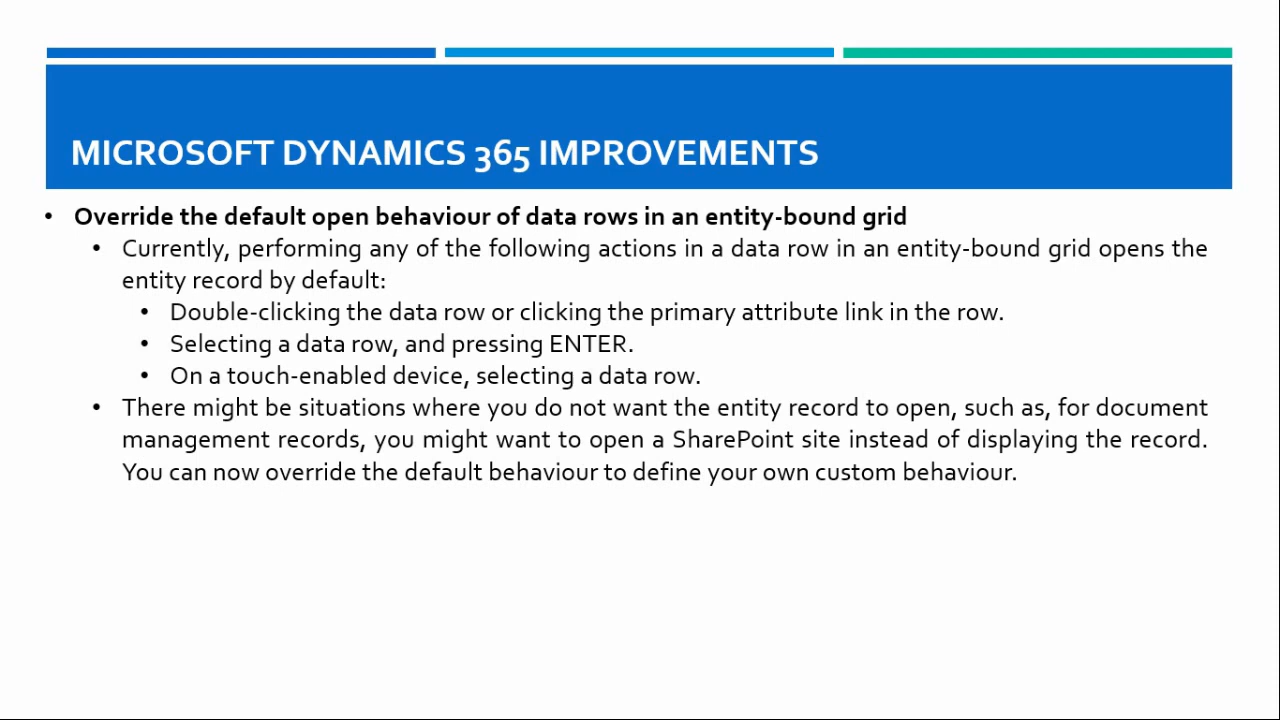 MICROSOFT DYNAMICS 365 IMPROVEMENTS
• Override the default open behaviour of data rows in an entity-bound grid
• Currently, performing any of the following actions in a data row in an entity-bound grid opens the
entity record by default:
• Double-clicking the data row or clicking the primary attribute link in the row.
• Selecting a data row, and pressing ENTER.
• On a touch-enabled device, selecting a data row.
• There might be situations where you do not want the entity record to open, such as, for document
management records, you might want to open a SharePoint site instead of displaying the record.
You can now override the default behaviour to define your own custom behaviour.